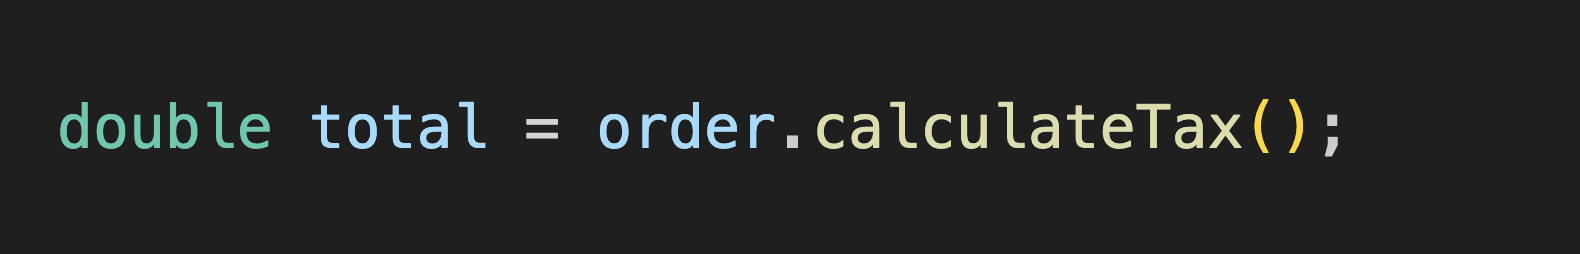 double total = order.calculateTax();